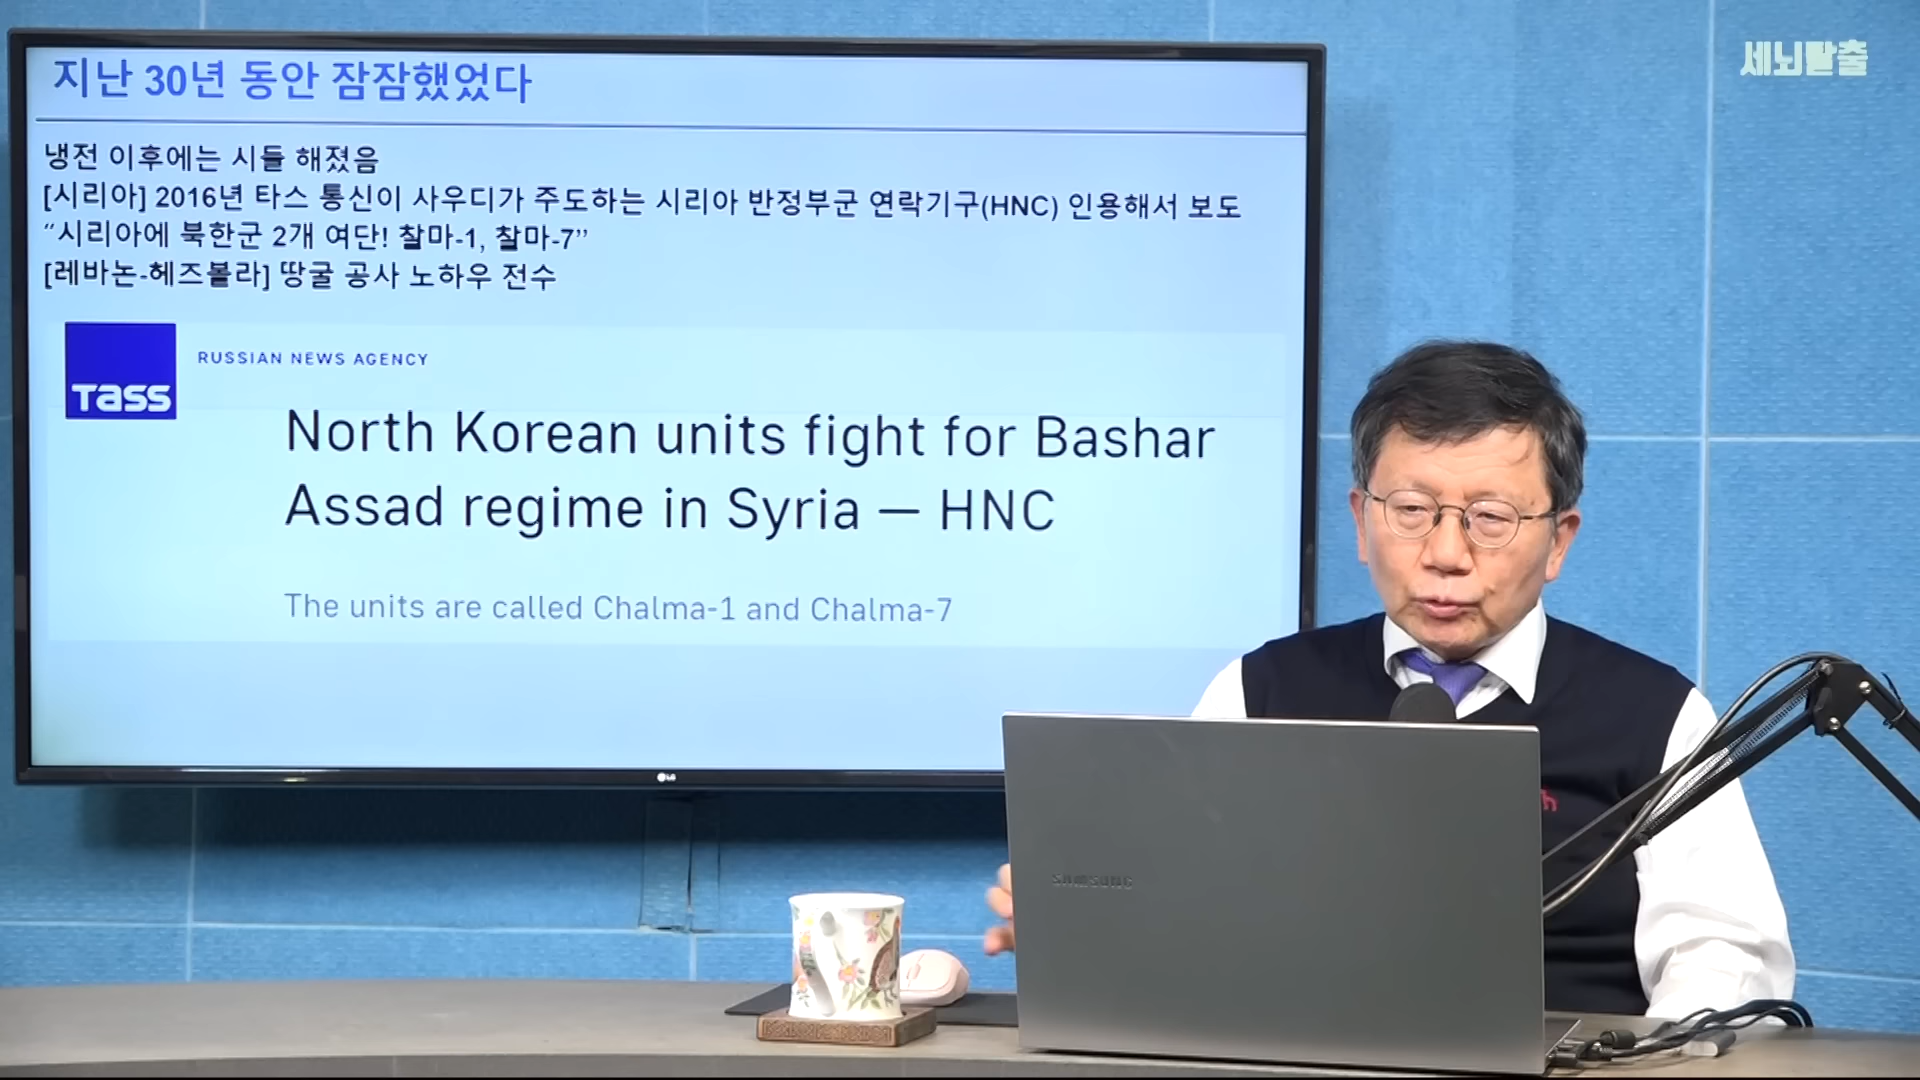 세뇌탈출
지난 30년 동안 잠잠했었다
냉전 이후에는 시들 해졌음
[시리아] 2016년 타스 통신이 사우디가 주도하는 시리아 반정부군 연락기구(HNC) 인용해서 보도
“시리아에 북한군 2개 여단! 찰마-1, 찰마-7”
[레바논-헤즈볼라] 땅굴 공사 노하우 전수
TASS
RUSSIAN NEWS AGENCY
North Korean units fight for Bashar
Assad regime in Syria — HNC
The units are called Chalma-1 and Chalma-7
LG
SAMSUNG